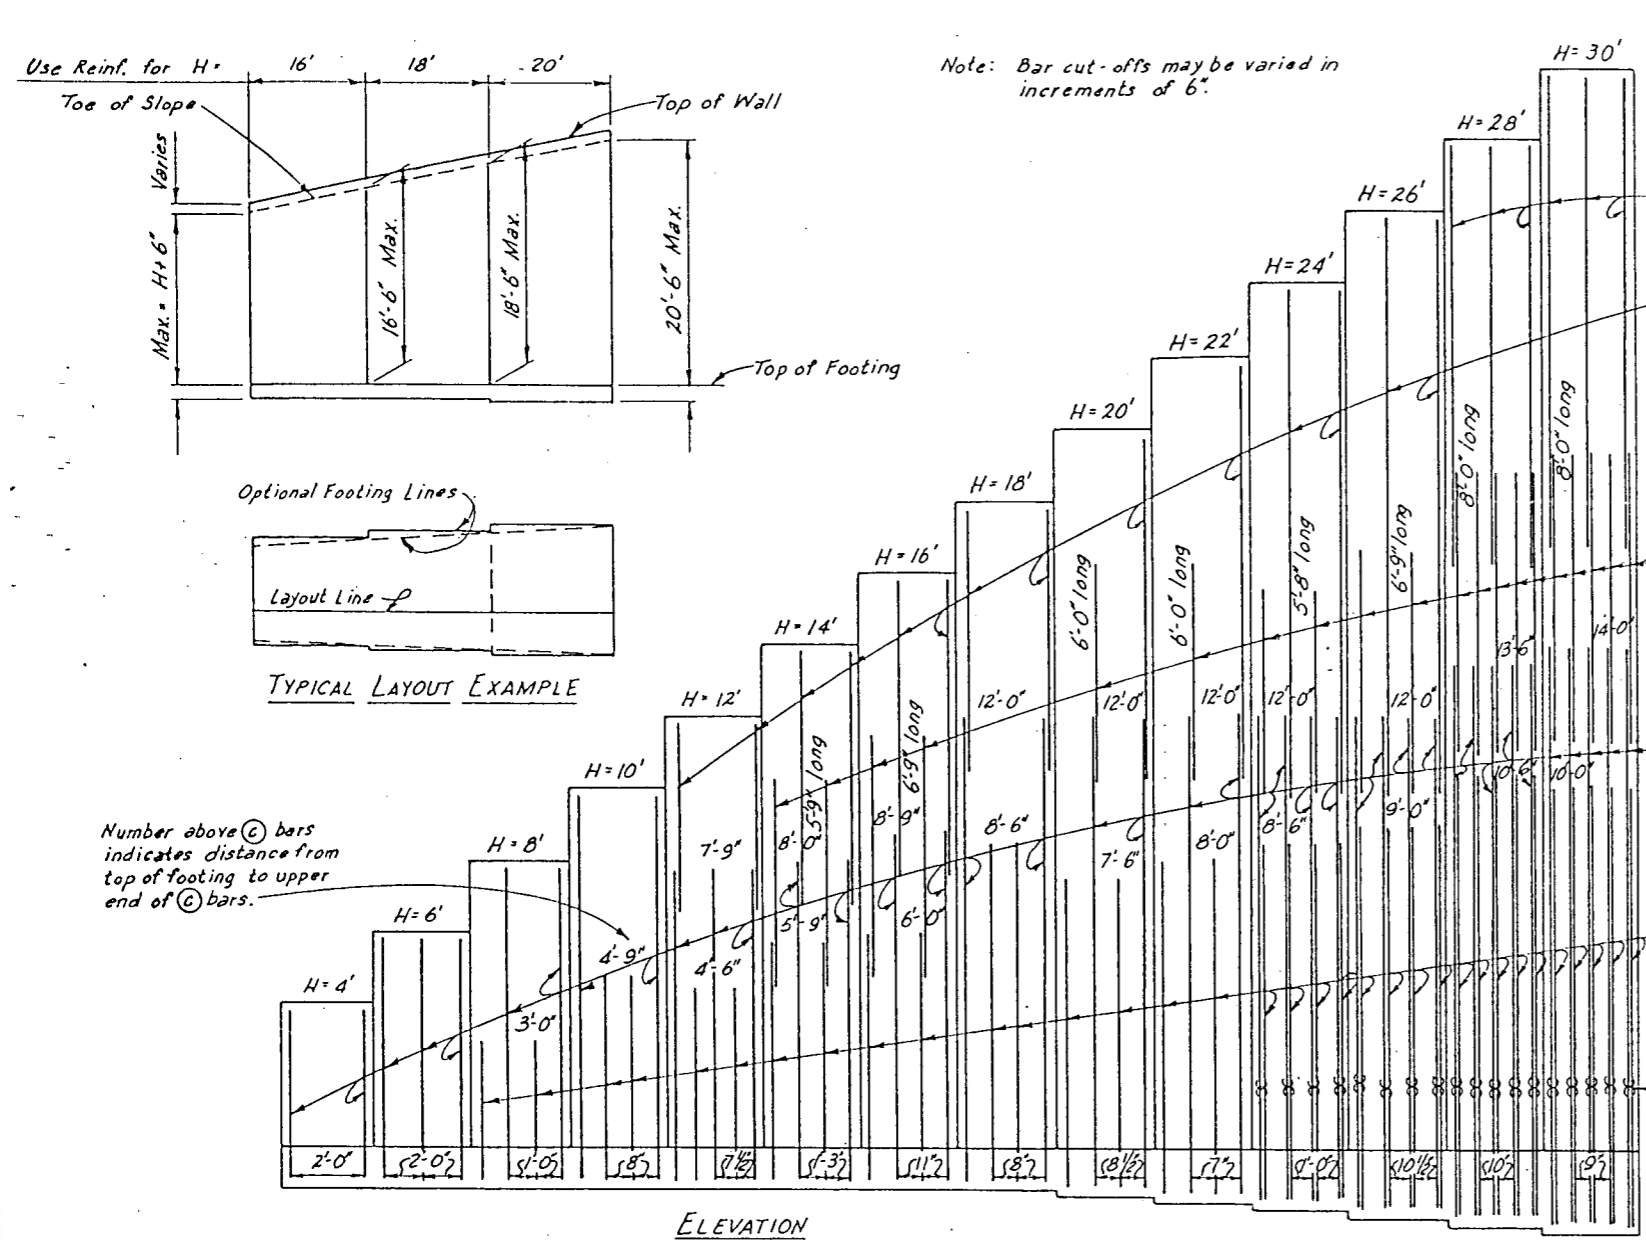 Use Reinf. for H=
16'
18'
20'
Toe of Slope
Top of Wall
Varies
Max. = H+6"
16'-6" Max.
18'-6" Max.
20'-6" Max.
Top of Footing
Note: Bar cut-offs may be varied in
increments of 6".
Optional Footing Lines
Layout Line
TYPICAL LAYOUT EXAMPLE
Number above Ⓒ bars
indicates distance from
top of footing to upper
end of Ⓒ bars.
H=4'
H=6'
H=8'
H=10'
H=12'
H=14'
H=16'
H=18'
H=20'
H=22'
H=24'
H=26'
H=28'
H=30'
5'-9" long
6'-9" long
6'-0" long
6'-0" long
5'-8" long
6'-9" long
8'-0" long
8'-0" long
12'-0"
12'-0"
12'-0"
12'-0"
12'-0"
13'-6"
14'-0"
3'-0"
4'-9"
7'-9"
4'-6"
8'-0"
5'-9"
8'-9"
6'-0"
8'-6"
7'-6"
8'-0"
8'-6"
9'-0"
10'-6"
10'-0"
2'-0"
2'-0"
1'-0"
8"
7½"
1'-3"
11"
8"
8½"
7"
1'-0"
10½"
10"
9"
ELEVATION